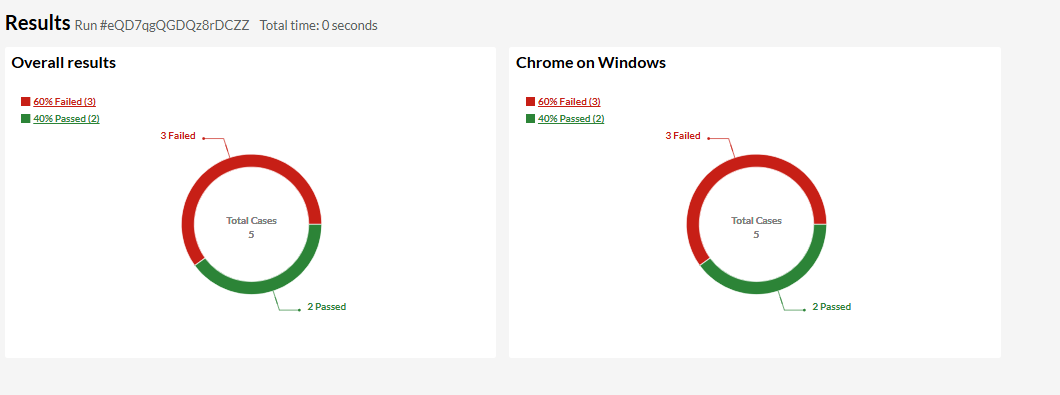 Results Run #eQD7qgQGDQz8rDCZZ Total time: 0 seconds
Overall results
60% Failed (3)
40% Passed (2)
3 Failed
Total Cases
5
2 Passed
Chrome on Windows
60% Failed (3)
40% Passed (2)
3 Failed
Total Cases
5
2 Passed